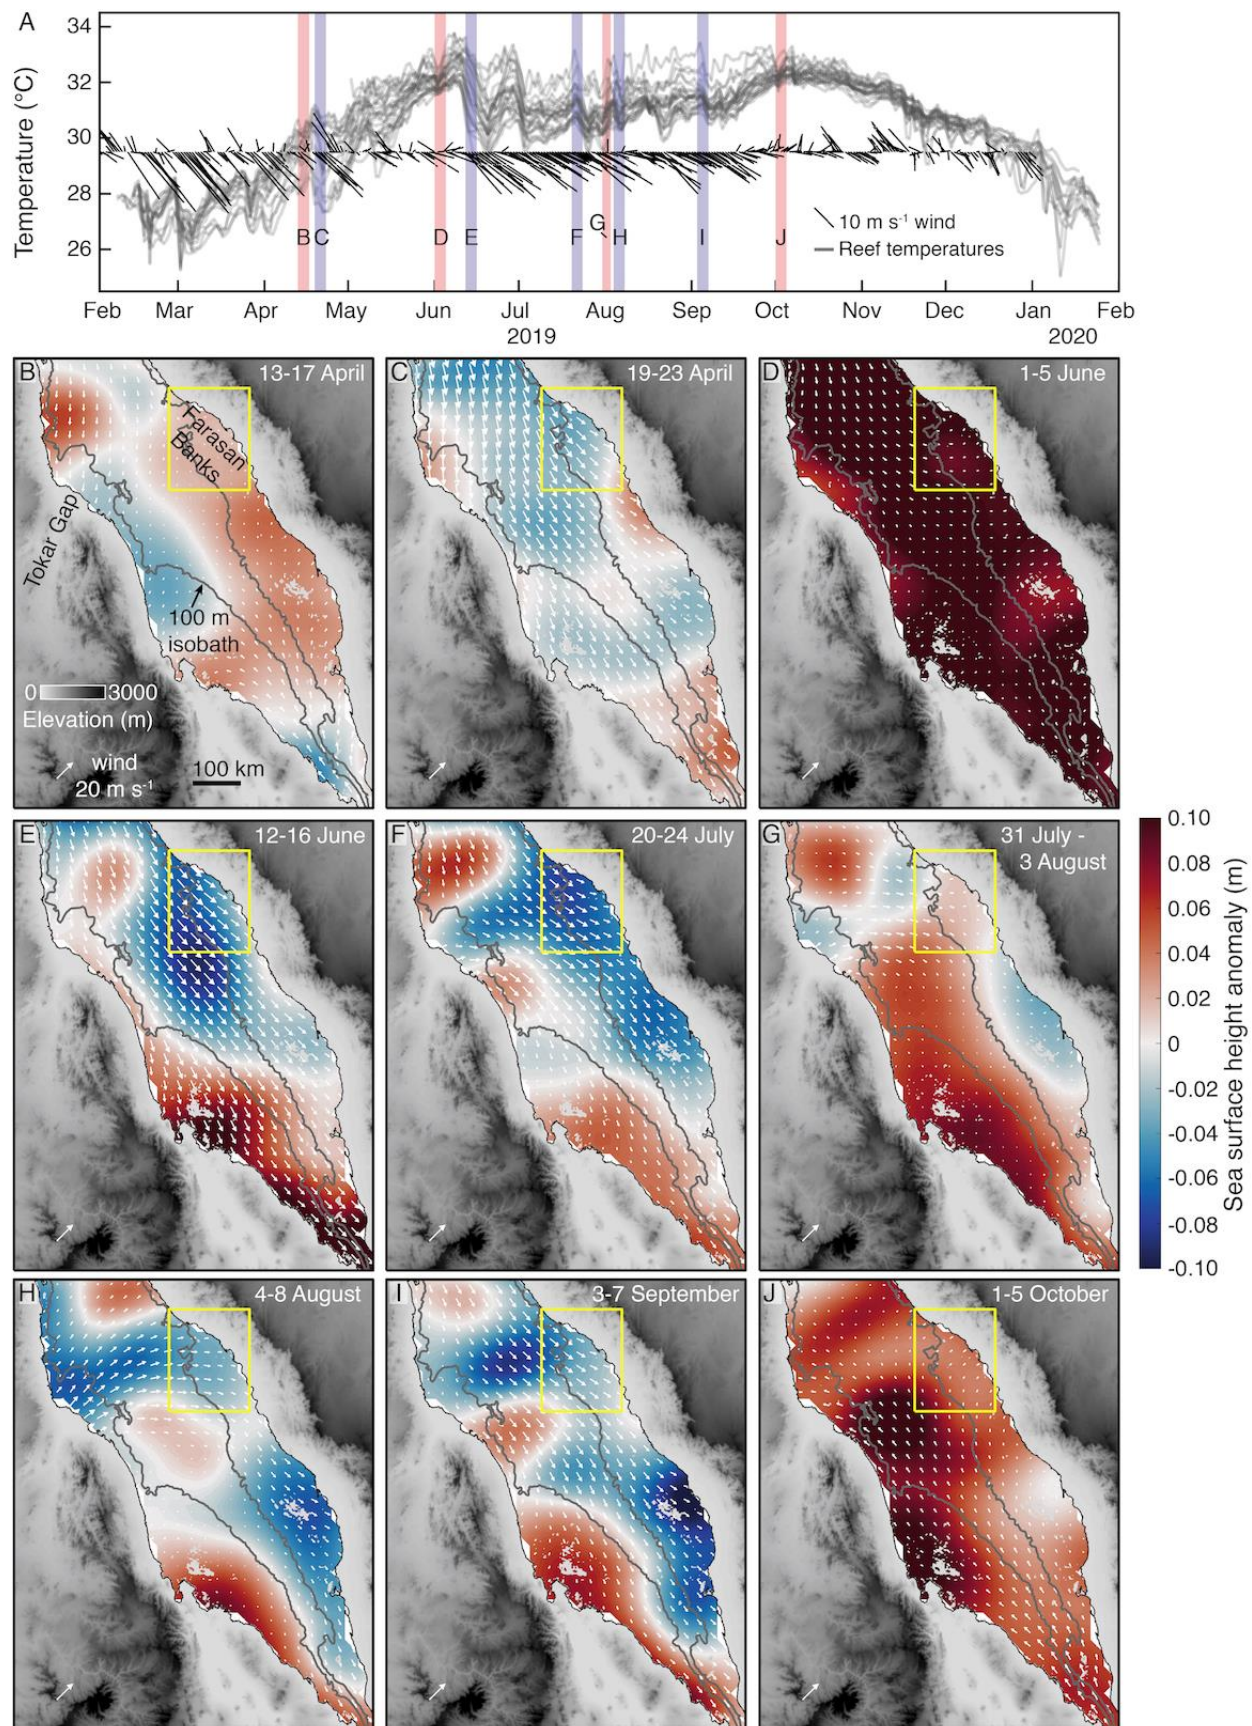 A
Temperature (°C)
34
32
30
28
26
B
C
D
E
F
G
H
I
J
10 m s⁻¹ wind
Reef temperatures
Feb Mar Apr May Jun Jul Aug Sep Oct Nov Dec Jan Feb
2019 2020
B
13-17 April
Farasan
Banks
Tokar Gap
100 m
isobath
0 3000
Elevation (m)
wind
20 m s⁻¹
100 km
C
19-23 April
D
1-5 June
E
12-16 June
F
20-24 July
G
31 July -
3 August
H
4-8 August
I
3-7 September
J
1-5 October
0.10
0.08
0.06
0.04
0.02
0
-0.02
-0.04
-0.06
-0.08
-0.10
Sea surface height anomaly (m)